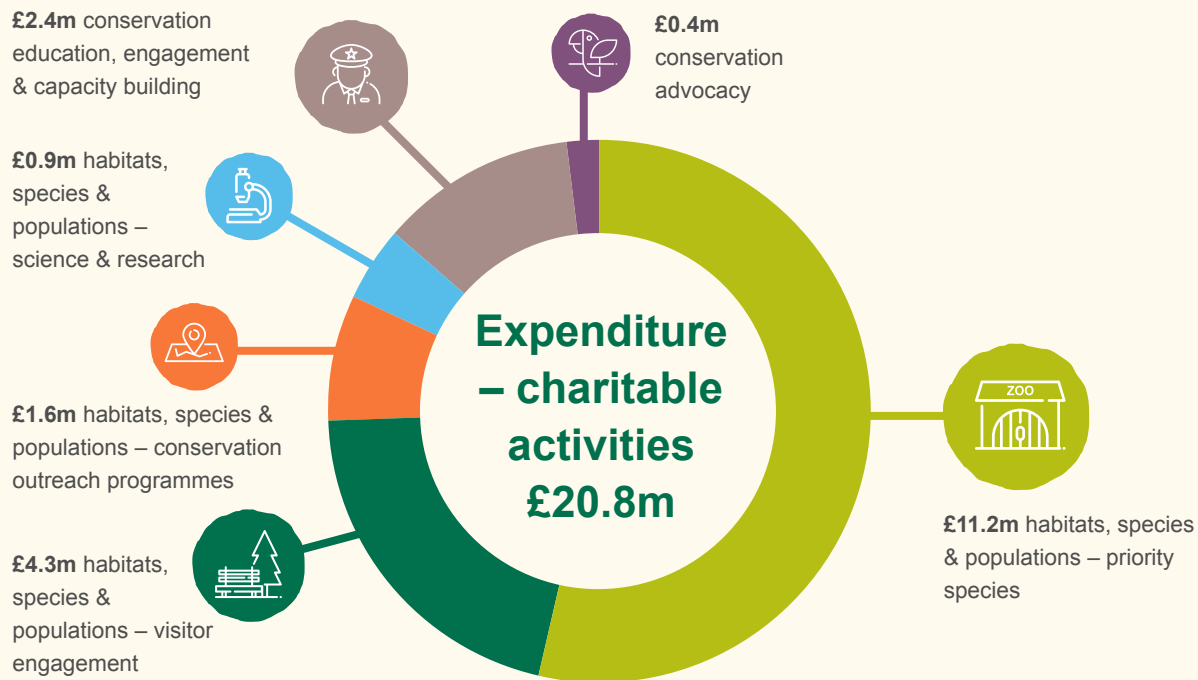 £2.4m conservation
education, engagement
& capacity building
£0.4m
conservation
advocacy
£0.9m habitats,
species &
populations –
science & research
£1.6m habitats, species &
populations – conservation
outreach programmes
£4.3m habitats,
species &
populations – visitor
engagement
Expenditure
– charitable
activities
£20.8m
ZOO
£11.2m habitats, species
& populations – priority
species